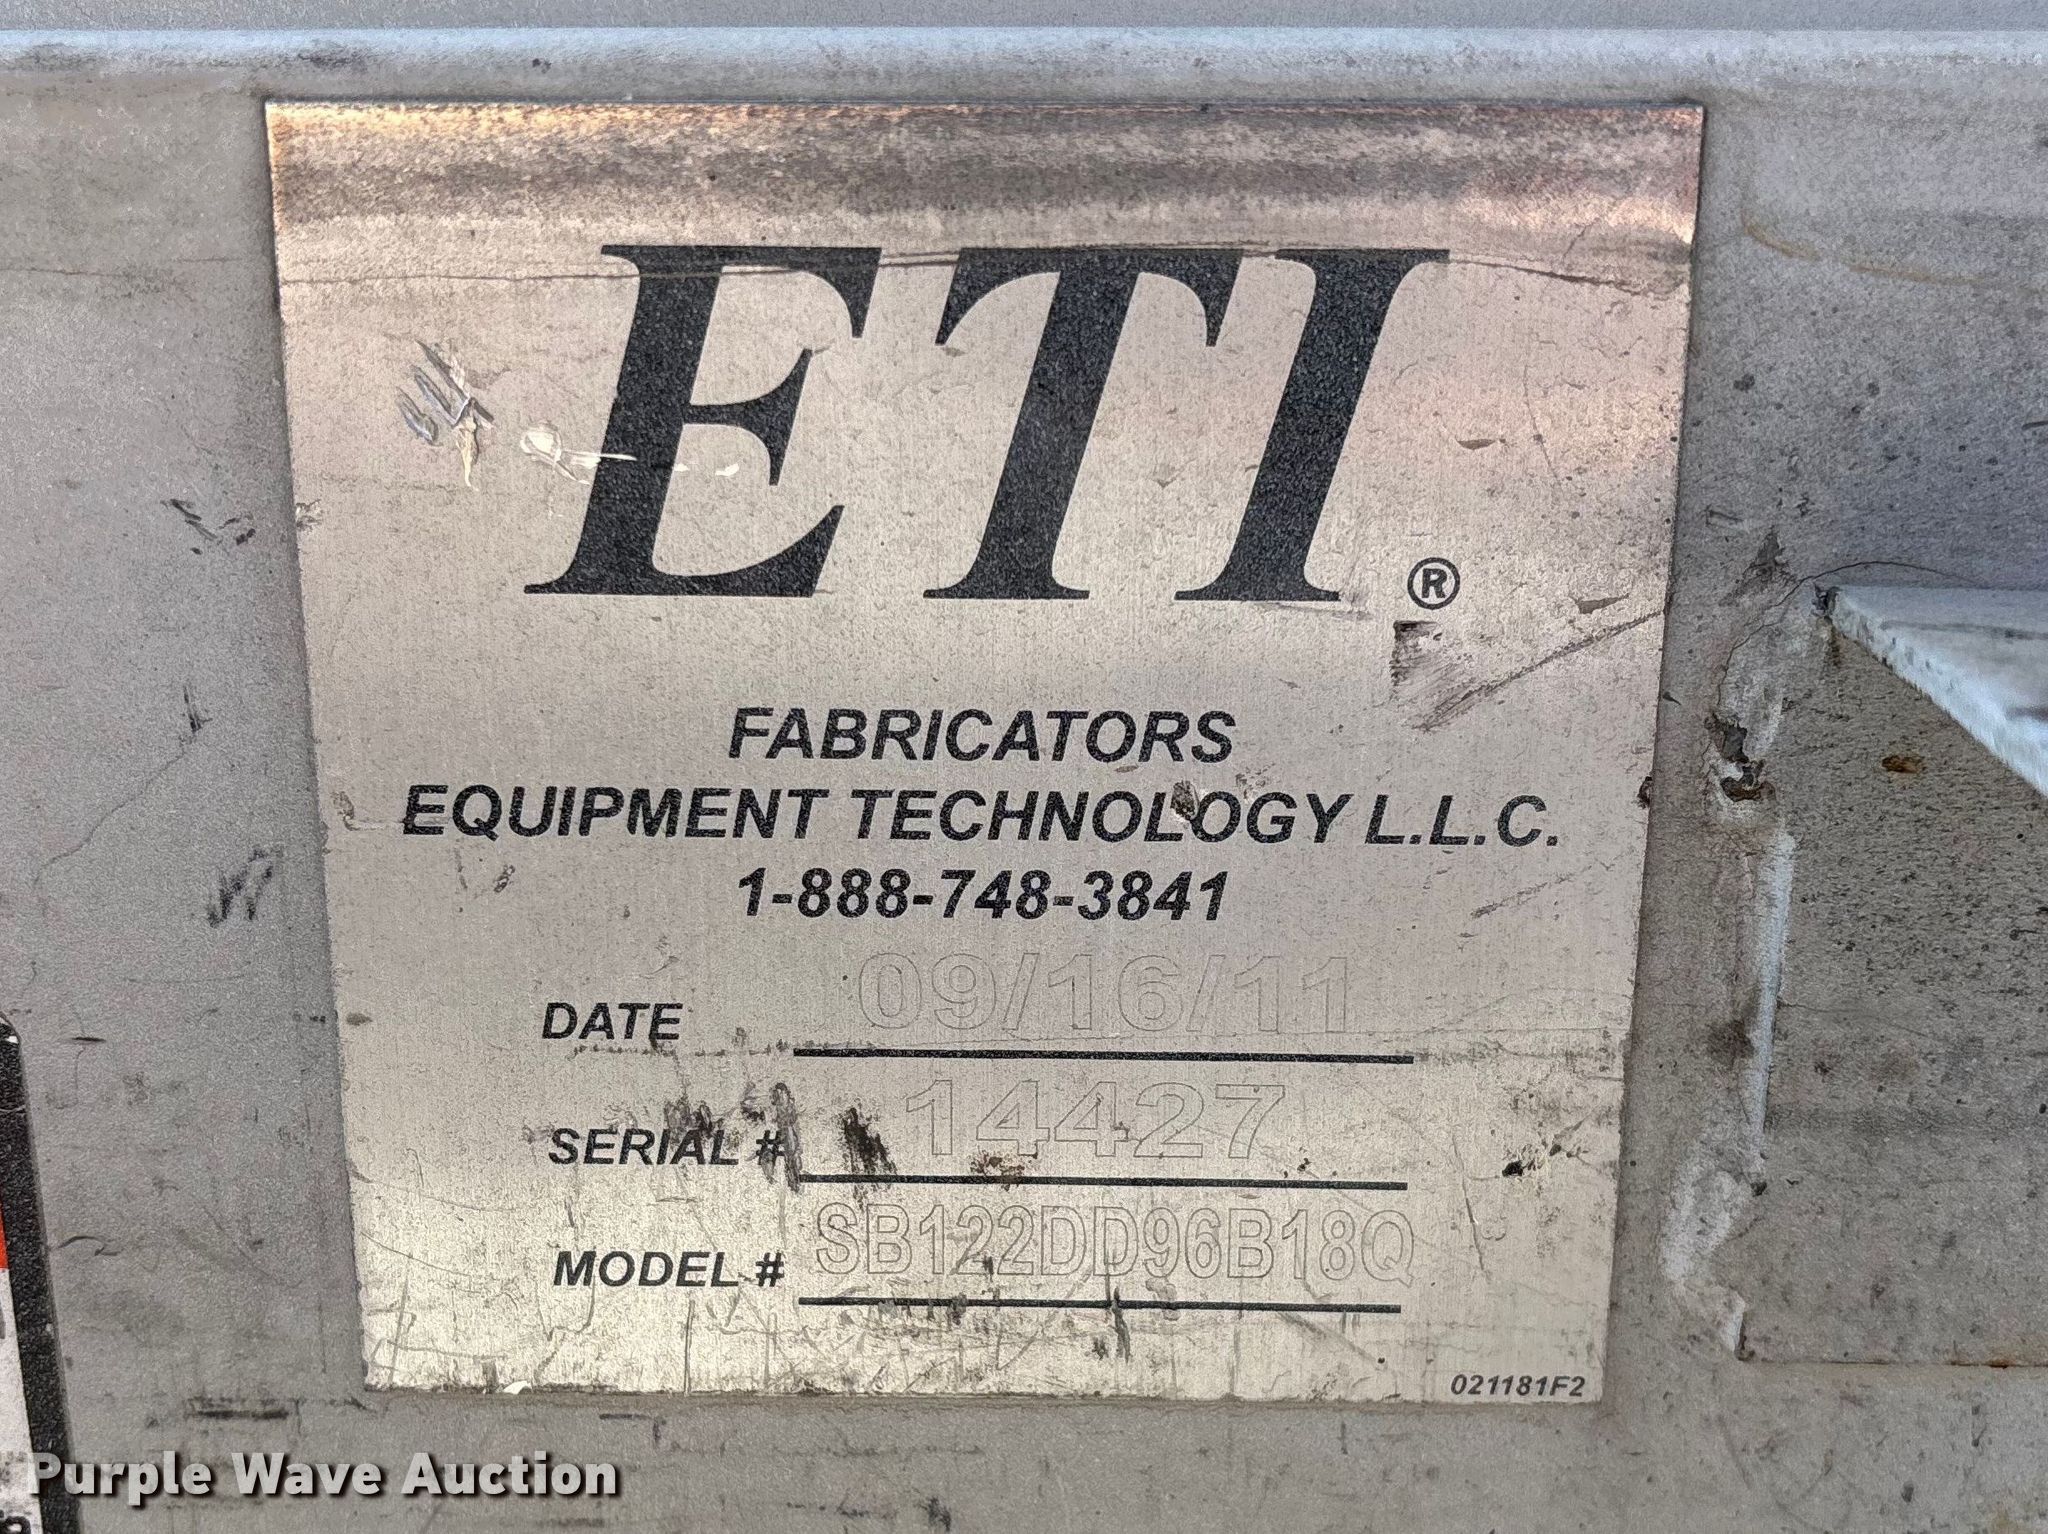 ETI®
FABRICATORS
EQUIPMENT TECHNOLOGY L.L.C.
1-888-748-3841
DATE 09/16/11
SERIAL # 14427
MODEL # SB122DD96B18Q
021181F2
Purple Wave Auction